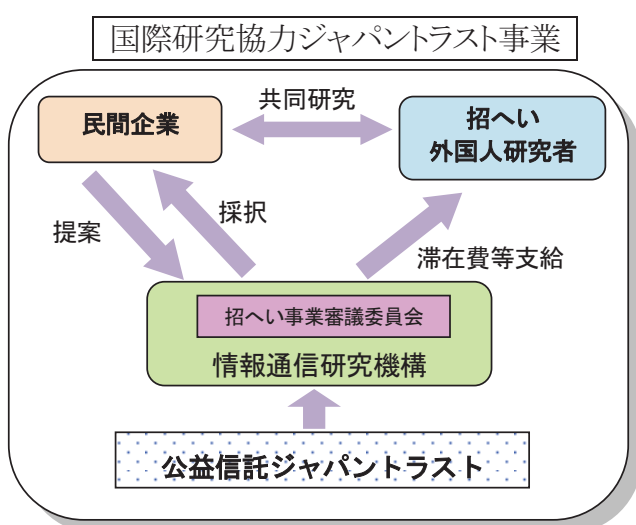 国際研究協力ジャパントラスト事業
民間企業
共同研究
招へい
外国人研究者
提案
採択
滞在費等支給
招へい事業審議委員会
情報通信研究機構
公益信託ジャパントラスト